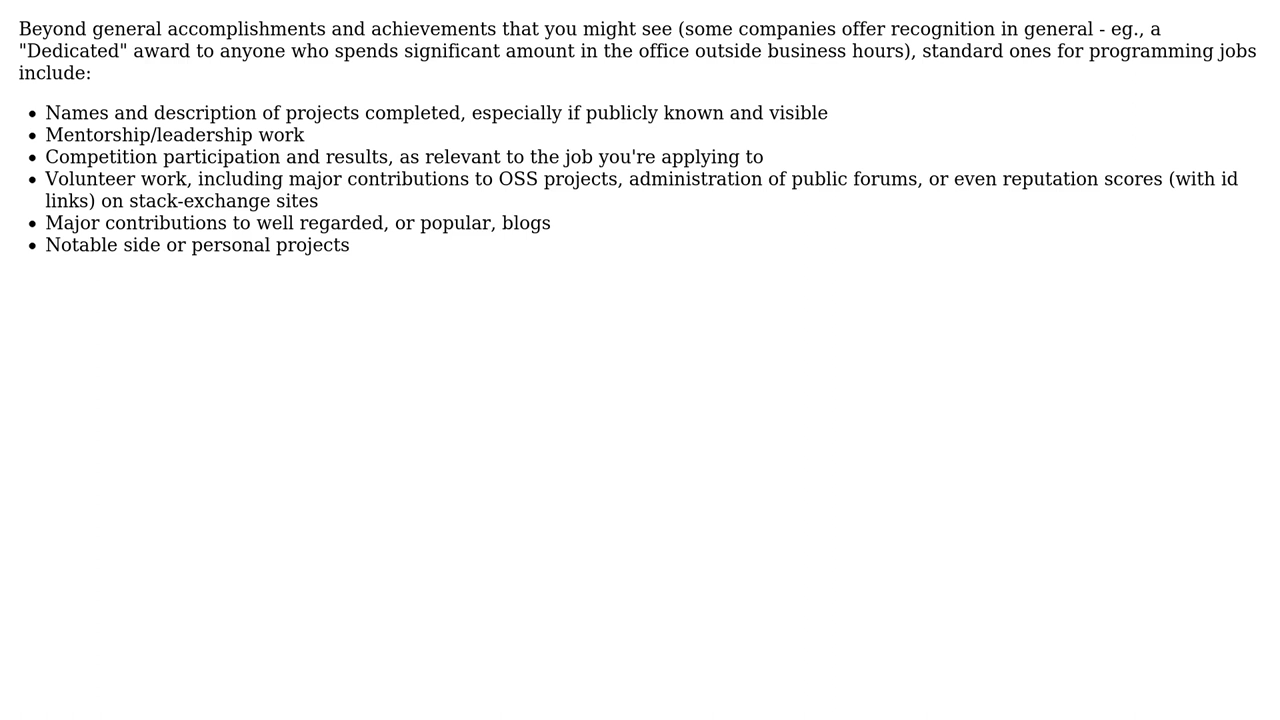 Beyond general accomplishments and achievements that you might see (some companies offer recognition in general - eg., a
"Dedicated" award to anyone who spends significant amount in the office outside business hours), standard ones for programming jobs
include:
• Names and description of projects completed, especially if publicly known and visible
• Mentorship/leadership work
• Competition participation and results, as relevant to the job you're applying to
• Volunteer work, including major contributions to OSS projects, administration of public forums, or even reputation scores (with id
links) on stack-exchange sites
• Major contributions to well regarded, or popular, blogs
• Notable side or personal projects